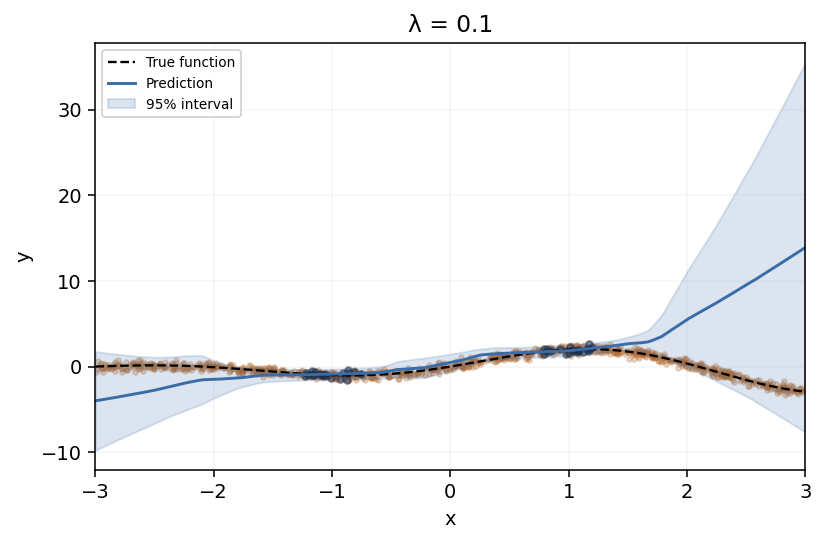 λ = 0.1
True function
Prediction
95% interval
y
30
20
10
0
−10
−3
−2
−1
0
1
2
3
x